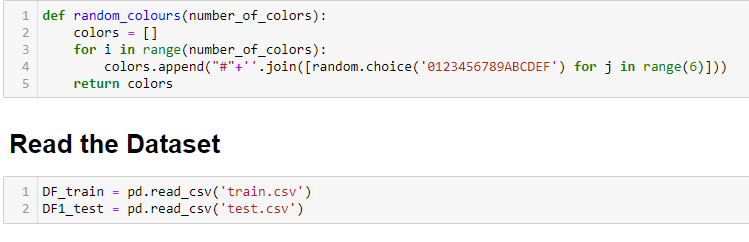 1 def random_colours(number_of_colors):
2     colors = []
3     for i in range(number_of_colors):
4         colors.append("#"+''.join([random.choice('0123456789ABCDEF') for j in range(6)]))
5     return colors
Read the Dataset
1 DF_train = pd.read_csv('train.csv')
2 DF1_test = pd.read_csv('test.csv')